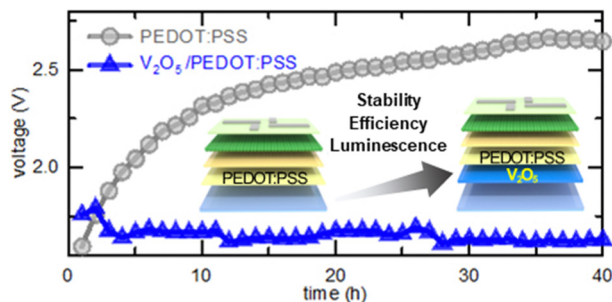 PEDOT:PSS
V₂O₅/PEDOT:PSS
2.5
2.0
voltage (V)
Stability
Efficiency
Luminescence
PEDOT:PSS
PEDOT:PSS
V₂O₅
0
10
20
30
40
time (h)